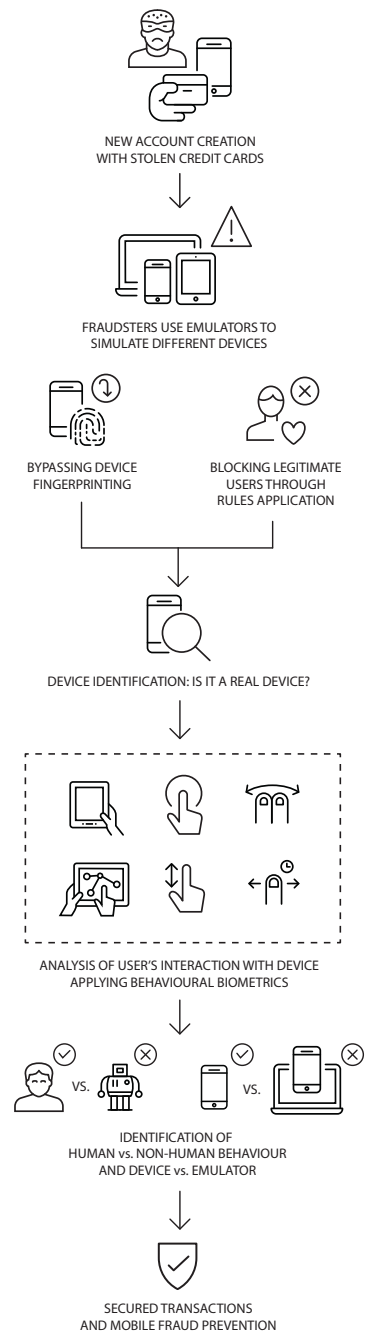 NEW ACCOUNT CREATION
WITH STOLEN CREDIT CARDS
FRAUDSTERS USE EMULATORS TO
SIMULATE DIFFERENT DEVICES
BYPASSING DEVICE
FINGERPRINTING
BLOCKING LEGITIMATE
USERS THROUGH
RULES APPLICATION
DEVICE IDENTIFICATION: IS IT A REAL DEVICE?
ANALYSIS OF USER'S INTERACTION WITH DEVICE
APPLYING BEHAVIOURAL BIOMETRICS
VS.
VS.
IDENTIFICATION OF
HUMAN vs. NON-HUMAN BEHAVIOUR
AND DEVICE vs. EMULATOR
SECURED TRANSACTIONS
AND MOBILE FRAUD PREVENTION